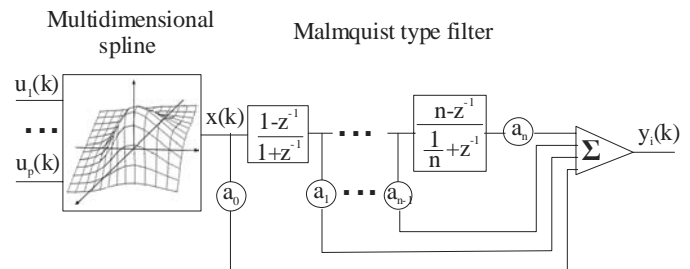 Multidimensional
spline
Malmquist type filter
u₁(k)
...
uₚ(k)
x(k)
1-z⁻¹
1+z⁻¹
...
n-z⁻¹
1
n
+z⁻¹
a₀
a₁
...
aₙ₋₁
aₙ
Σ
yᵢ(k)